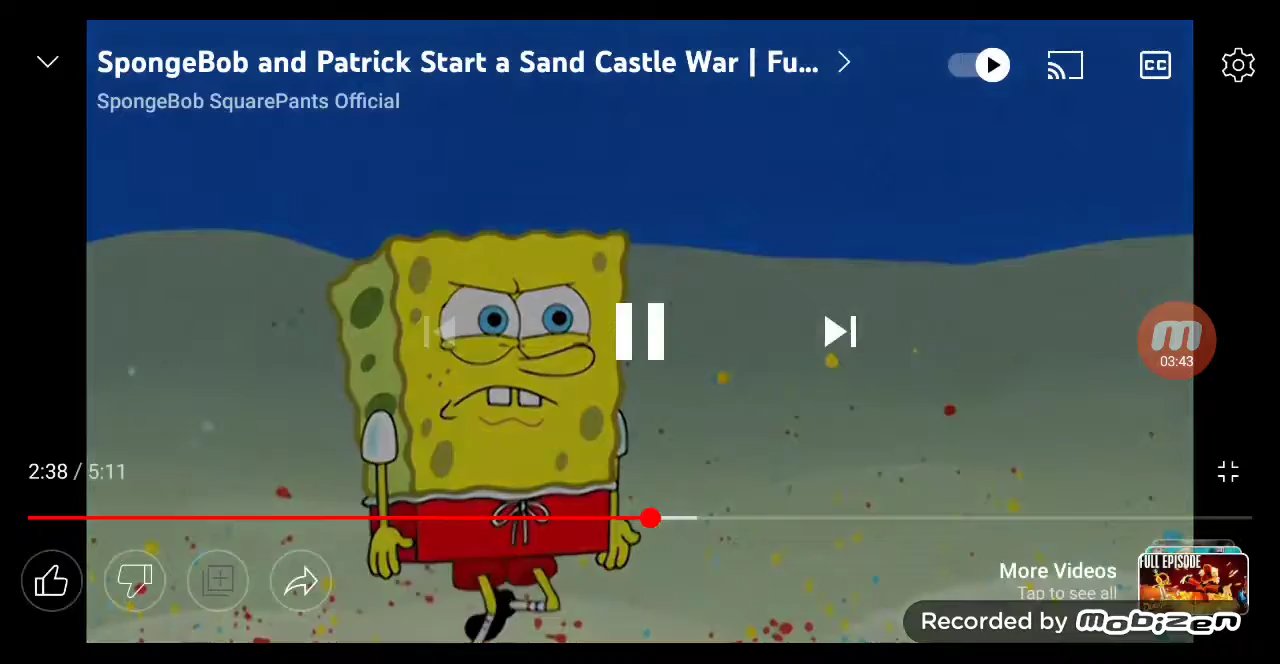 SpongeBob and Patrick Start a Sand Castle War | Fu...
SpongeBob SquarePants Official
CC
03:43
2:38 / 5:11
More Videos
Tap to see all
FULL EPISODE
Recorded by mobizen